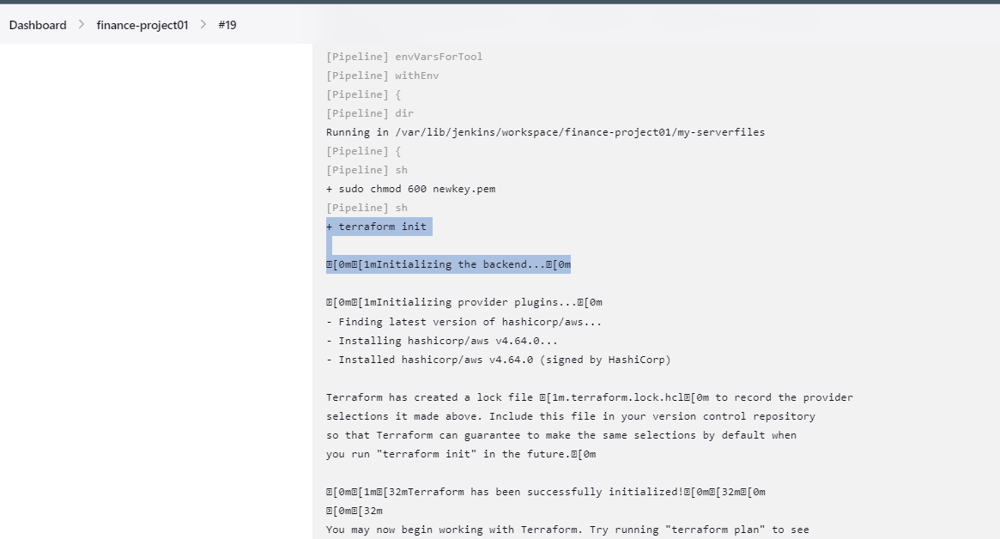 Dashboard > finance-project01 > #19
[Pipeline] envVarsForTool
[Pipeline] withEnv
[Pipeline] {
[Pipeline] dir
Running in /var/lib/jenkins/workspace/finance-project01/my-serverfiles
[Pipeline] {
[Pipeline] sh
+ sudo chmod 600 newkey.pem
[Pipeline] sh
+ terraform init
␛[0m␛[1mInitializing the backend...␛[0m
␛[0m␛[1mInitializing provider plugins...␛[0m
- Finding latest version of hashicorp/aws...
- Installing hashicorp/aws v4.64.0...
- Installed hashicorp/aws v4.64.0 (signed by HashiCorp)
Terraform has created a lock file ␛[1m.terraform.lock.hcl␛[0m to record the provider
selections it made above. Include this file in your version control repository
so that Terraform can guarantee to make the same selections by default when
you run "terraform init" in the future.␛[0m
␛[0m␛[1m␛[32mTerraform has been successfully initialized!␛[0m␛[32m␛[0m
␛[0m␛[32m
You may now begin working with Terraform. Try running "terraform plan" to see